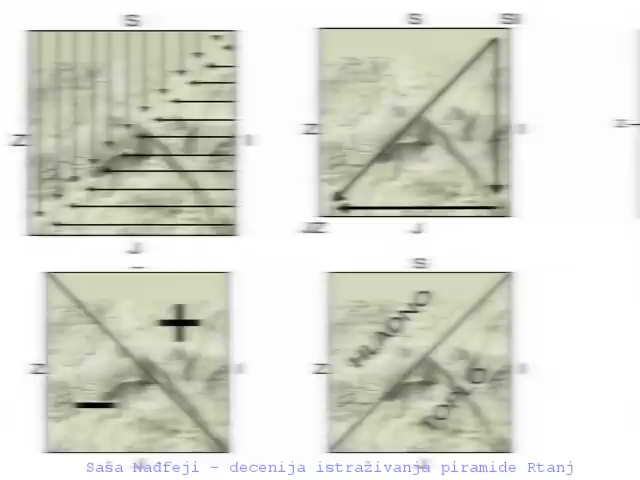 S
S SI
Z I
Z I
J
JZ J
S
+
HLADNO
Z I
Z I
TOPLO
-
Saša Nađfeji - decenija istraživanja piramide Rtanj